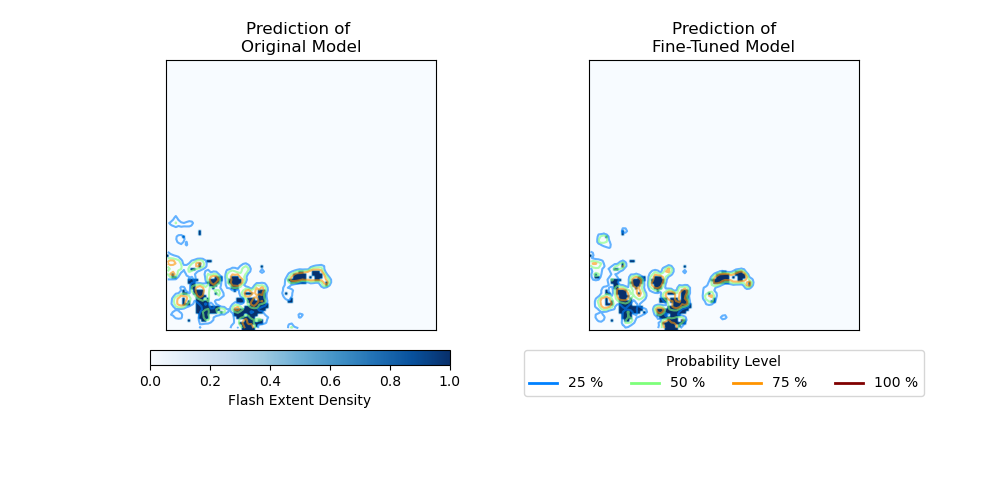 Prediction of
Original Model
Prediction of
Fine-Tuned Model
0.0 0.2 0.4 0.6 0.8 1.0
Flash Extent Density
Probability Level
25 % 50 % 75 % 100 %